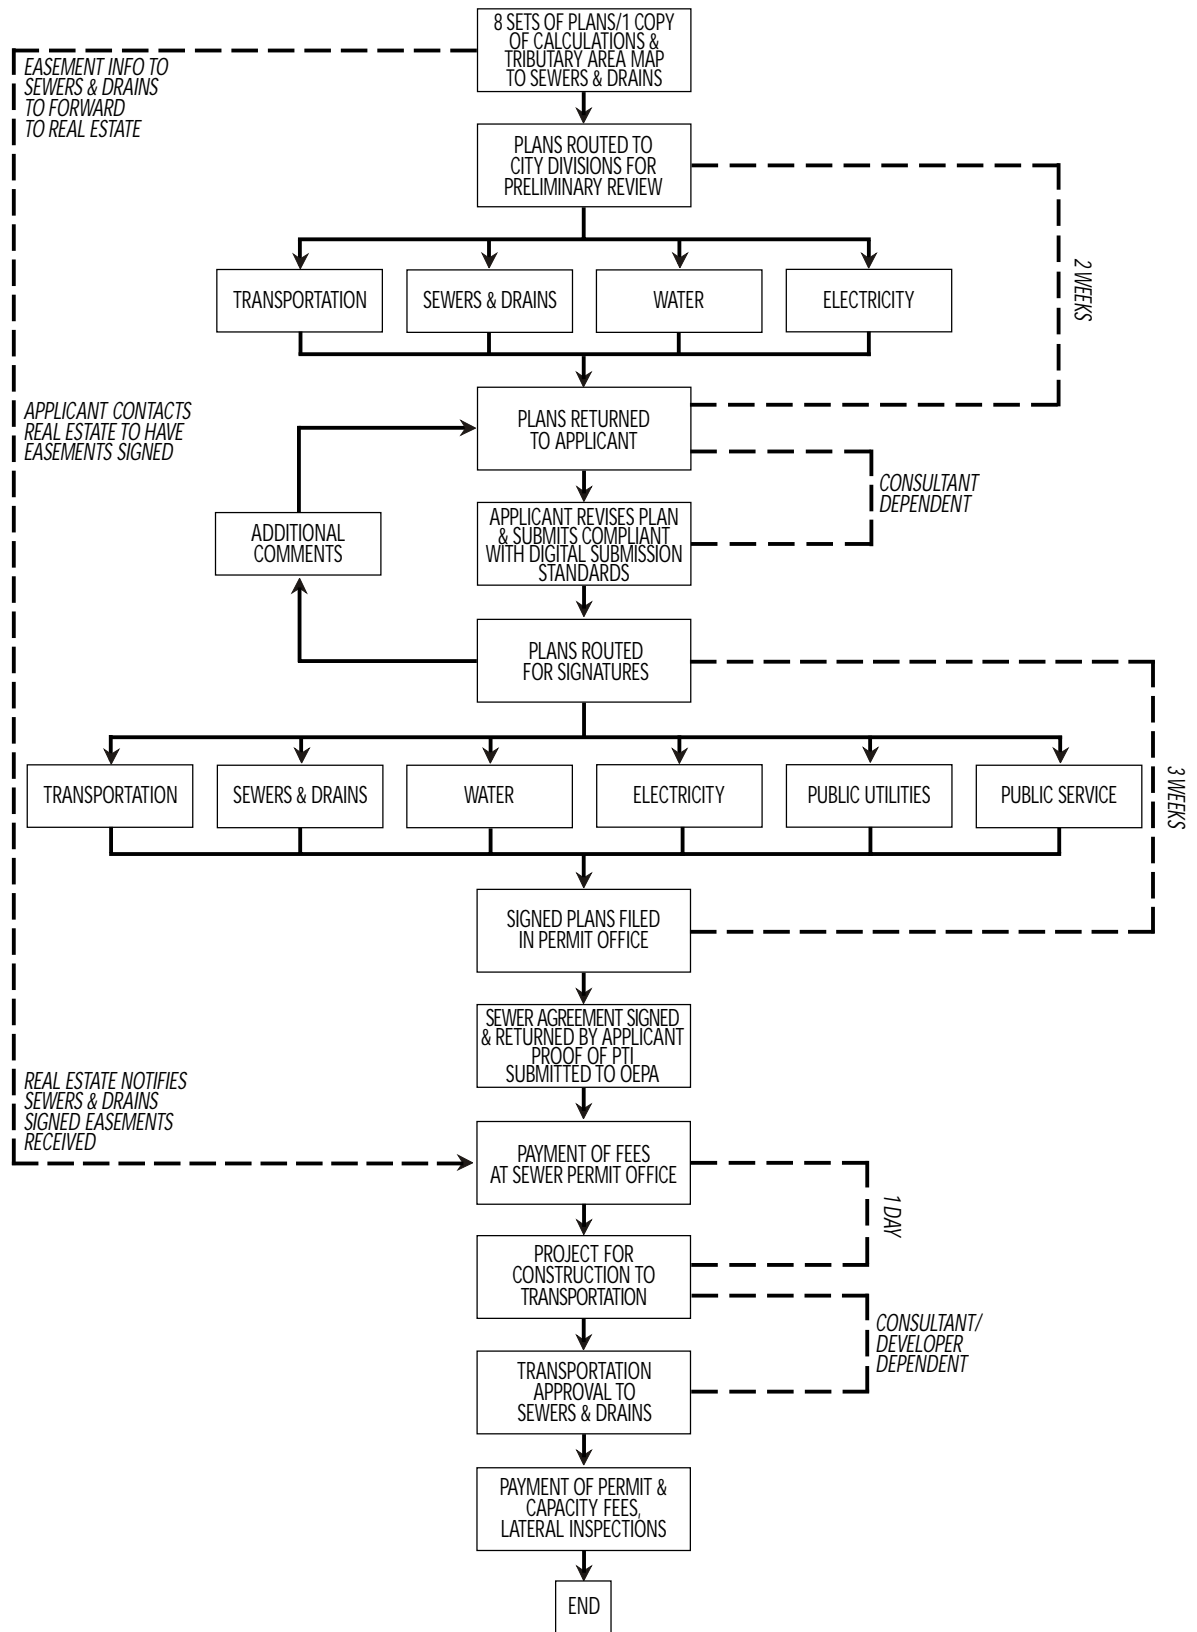 8 SETS OF PLANS/1 COPY
OF CALCULATIONS &
TRIBUTARY AREA MAP
TO SEWERS & DRAINS
EASEMENT INFO TO
SEWERS & DRAINS
TO FORWARD
TO REAL ESTATE
PLANS ROUTED TO
CITY DIVISIONS FOR
PRELIMINARY REVIEW
2 WEEKS
TRANSPORTATION
SEWERS & DRAINS
WATER
ELECTRICITY
APPLICANT CONTACTS
REAL ESTATE TO HAVE
EASEMENTS SIGNED
PLANS RETURNED
TO APPLICANT
CONSULTANT
DEPENDENT
ADDITIONAL
COMMENTS
APPLICANT REVISES PLAN
& SUBMITS COMPLIANT
WITH DIGITAL SUBMISSION
STANDARDS
PLANS ROUTED
FOR SIGNATURES
3 WEEKS
TRANSPORTATION
SEWERS & DRAINS
WATER
ELECTRICITY
PUBLIC UTILITIES
PUBLIC SERVICE
SIGNED PLANS FILED
IN PERMIT OFFICE
SEWER AGREEMENT SIGNED
& RETURNED BY APPLICANT
PROOF OF PTI
SUBMITTED TO OEPA
REAL ESTATE NOTIFIES
SEWERS & DRAINS
SIGNED EASEMENTS
RECEIVED
PAYMENT OF FEES
AT SEWER PERMIT OFFICE
1 DAY
PROJECT FOR
CONSTRUCTION TO
TRANSPORTATION
CONSULTANT/
DEVELOPER
DEPENDENT
TRANSPORTATION
APPROVAL TO
SEWERS & DRAINS
PAYMENT OF PERMIT &
CAPACITY FEES,
LATERAL INSPECTIONS
END